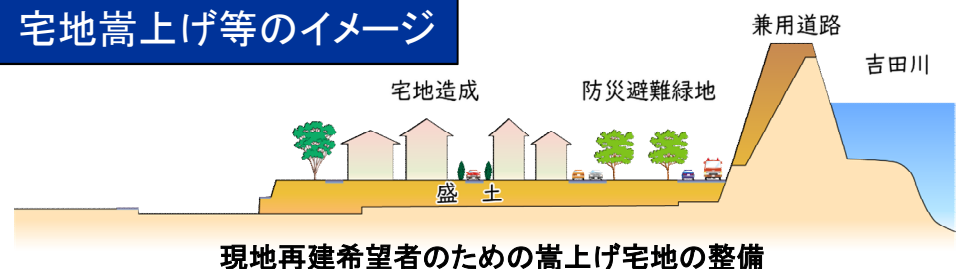 宅地嵩上げ等のイメージ
兼用道路
吉田川
宅地造成
防災避難緑地
盛土
現地再建希望者のための嵩上げ宅地の整備